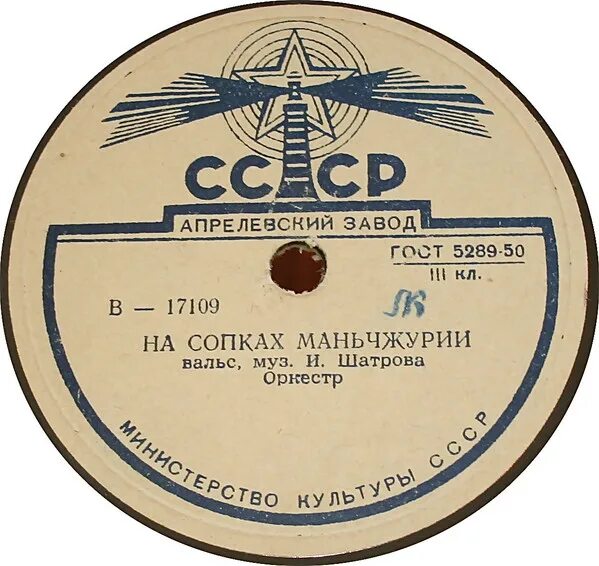 СССР
АПРЕЛЕВСКИЙ ЗАВОД
ГОСТ 5289-50
III кл.
В — 17109
НА СОПКАХ МАНЬЧЖУРИИ
вальс, муз. И. Шатрова
Оркестр
МИНИСТЕРСТВО КУЛЬТУРЫ СССР